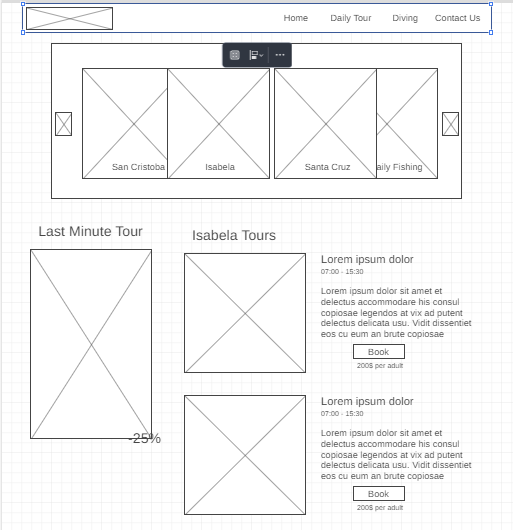 Home Daily Tour Diving Contact Us
San Cristoba Isabela Santa Cruz aily Fishing
Last Minute Tour
-25%
Isabela Tours
Lorem ipsum dolor
07:00 - 15:30
Lorem ipsum dolor sit amet et
delectus accommodare his consul
copiosae legendos at vix ad putent
delectus delicata usu. Vidit dissentiet
eos cu eum an brute copiosae
Book
200$ per adult
Lorem ipsum dolor
07:00 - 15:30
Lorem ipsum dolor sit amet et
delectus accommodare his consul
copiosae legendos at vix ad putent
delectus delicata usu. Vidit dissentiet
eos cu eum an brute copiosae
Book
200$ per adult